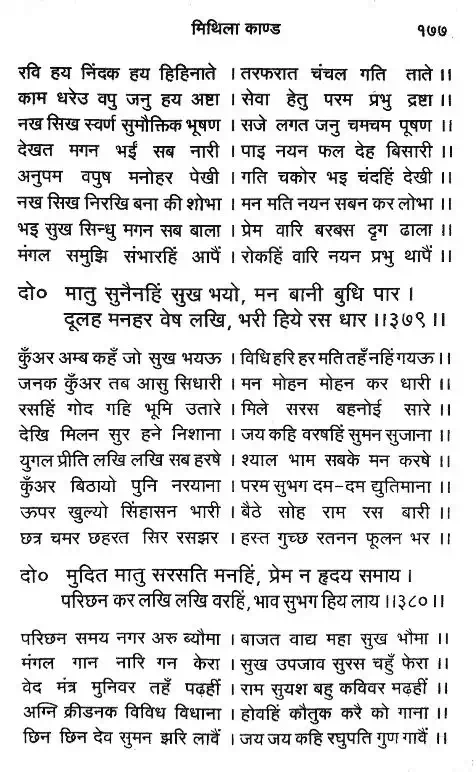 मिथिला काण्ड १७७
रवि हय निंदक हय हिहिनाते । तरफरात चंचल गति ताते ।।
काम धरेउ वपु जनु हय अष्टा । सेवा हेतु परम प्रभु द्रष्टा ।।
नख सिख स्वर्ण सुमौक्तिक भूषण । सजे लगत जनु चमचम पूषण ।।
देखत मगन भईं सब नारी । पाइ नयन फल देह बिसारी ।।
अनुपम वपुष मनोहर पेखी । गति चकोर भइ चंदहिं देखी ।।
नख सिख निरखि बना की शोभा । मन मति नयन सबन कर लोभा ।।
भइ सुख सिन्धु मगन सब बाला । प्रेम वारि बरबस दृग ढाला ।।
मंगल समुझि संभारहिं आपैं । रोकहिं वारि नयन प्रभु थापैं ।।
दो० मातु सुनैनहिं सुख भयो, मन बानी बुधि पार ।
दूलह मनहर वेष लखि, भरी हिये रस धार ।।३७९।।
कुँअर अम्ब कहँ जो सुख भयऊ । विधि हरि हर मति तहँ नहिं गयऊ ।।
जनक कुँअर तब आसु सिधारी । मन मोहन मोहन कर धारी ।।
रसहिं गोद गहि भूमि उतारे । मिले सरस बहनोई सारे ।।
देखि मिलन सुर हने निशाना । जय कहि वरषहिं सुमन सुजाना ।।
युगल प्रीति लखि लखि सब हरषे । श्याल भाम सबके मन करषे ।।
कुँअर बिठायो पुनि नरयाना । परम सुभग दम-दम द्युतिमाना ।।
ऊपर खुल्यो सिंहासन भारी । बैठे सोह राम रस बारी ।।
छत्र चमर छहरत सिर रसझर । हस्त गुच्छ रतनन फूलन भर ।।
दो० मुदित मातु सरसति मनहिं, प्रेम न हृदय समाय ।
परिछन कर लखि लखि वरहिं, भाव सुभग हिय लाय ।।३८०।।
परिछन समय नगर अरु ब्यौमा । बाजत वाद्य महा सुख भौमा ।।
मंगल गान नारि गन केरा । सुख उपजाव सुरस चहुँ फेरा ।।
वेद मंत्र मुनिवर तहँ पढ़हीं । राम सुयश बहु कविवर मढ़हीं ।।
अग्नि क्रीडनक विविध विधाना । होवहिं कौतुक करै को गाना ।।
छिन छिन देव सुमन झरि लावैं । जय जय कहि रघुपति गुण गावैं ।।